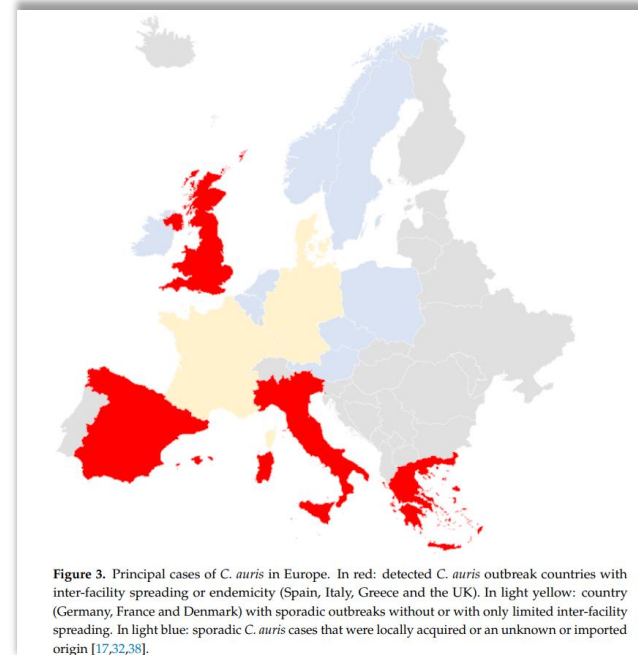 Figure 3. Principal cases of C. auris in Europe. In red: detected C. auris outbreak countries with
inter-facility spreading or endemicity (Spain, Italy, Greece and the UK). In light yellow: country
(Germany, France and Denmark) with sporadic outbreaks without or with only limited inter-facility
spreading. In light blue: sporadic C. auris cases that were locally acquired or an unknown or imported
origin [17,32,38].